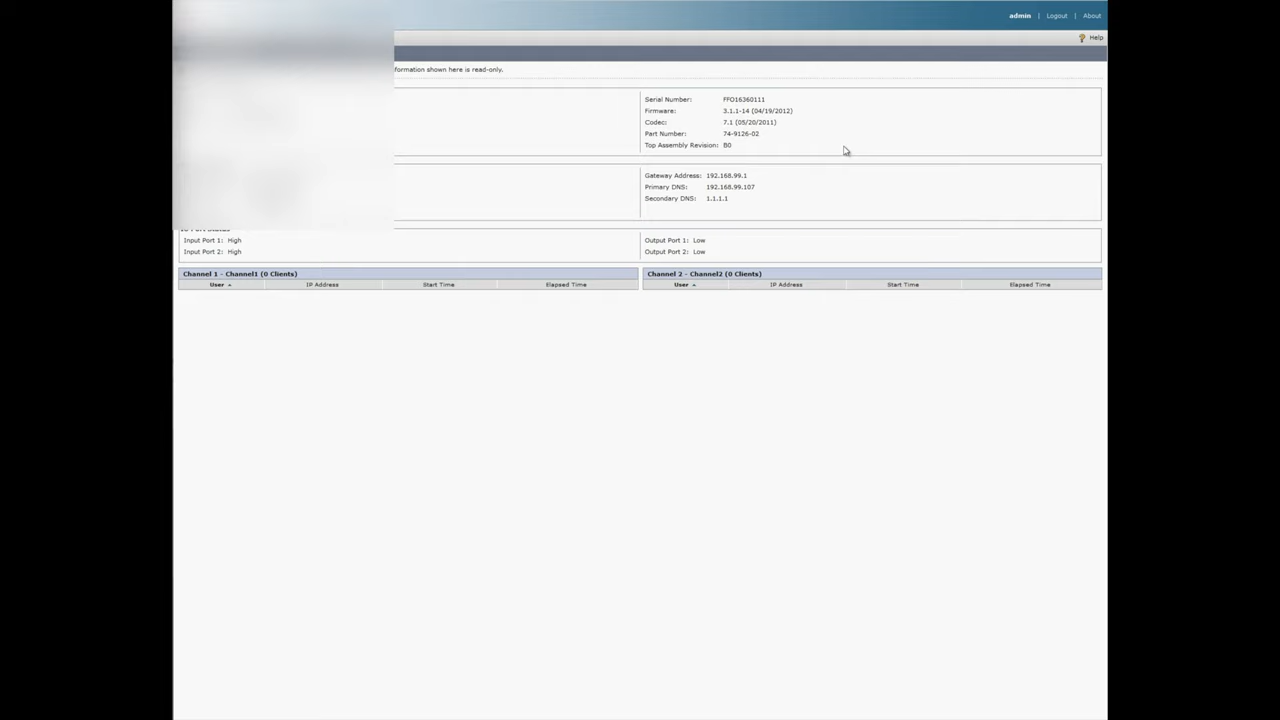 admin | Logout | About
Help
formation shown here is read-only.
Serial Number: FFO16360111
Firmware: 3.1.1-14 (04/19/2012)
Codec: 7.1 (05/20/2011)
Part Number: 74-9126-02
Top Assembly Revision: B0
Gateway Address: 192.168.99.1
Primary DNS: 192.168.99.107
Secondary DNS: 1.1.1.1
Input Port 1: High
Input Port 2: High
Output Port 1: Low
Output Port 2: Low
Channel 1 - Channel1 (0 Clients)
User IP Address Start Time Elapsed Time
Channel 2 - Channel2 (0 Clients)
User IP Address Start Time Elapsed Time